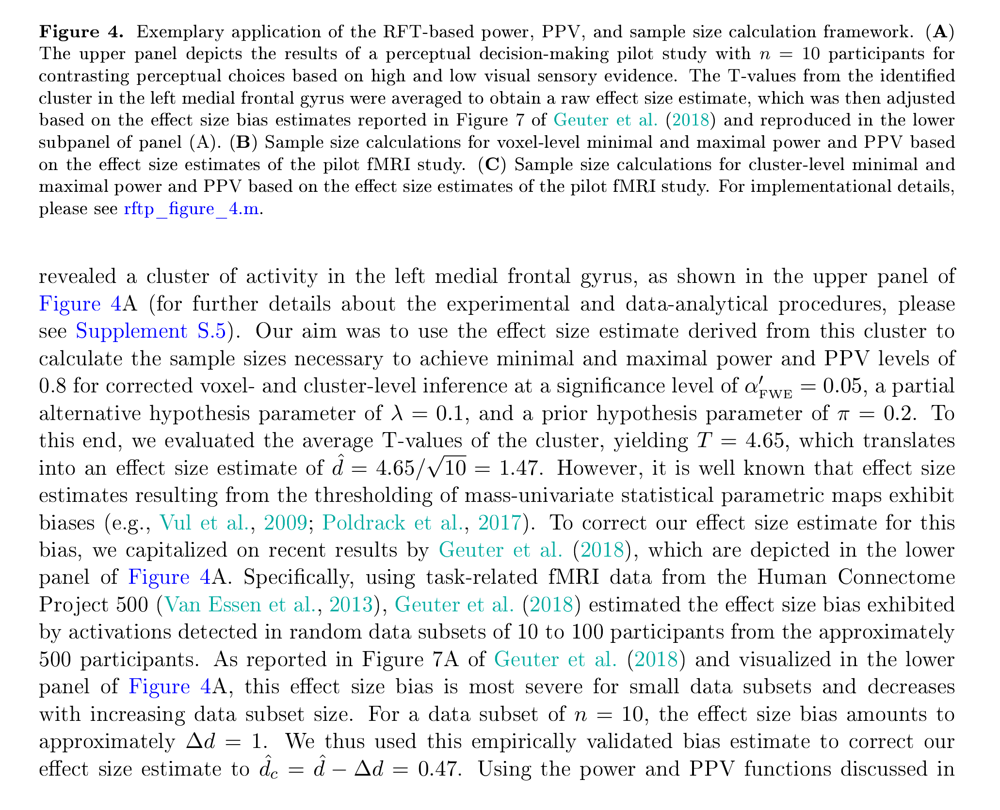 Figure 4. Exemplary application of the RFT-based power, PPV, and sample size calculation framework. (A)
The upper panel depicts the results of a perceptual decision-making pilot study with n = 10 participants for
contrasting perceptual choices based on high and low visual sensory evidence. The T-values from the identified
cluster in the left medial frontal gyrus were averaged to obtain a raw effect size estimate, which was then adjusted
based on the effect size bias estimates reported in Figure 7 of Geuter et al. (2018) and reproduced in the lower
subpanel of panel (A). (B) Sample size calculations for voxel-level minimal and maximal power and PPV based
on the effect size estimates of the pilot fMRI study. (C) Sample size calculations for cluster-level minimal and
maximal power and PPV based on the effect size estimates of the pilot fMRI study. For implementational details,
please see rftp_figure_4.m.
revealed a cluster of activity in the left medial frontal gyrus, as shown in the upper panel of
Figure 4A (for further details about the experimental and data-analytical procedures, please
see Supplement S.5). Our aim was to use the effect size estimate derived from this cluster to
calculate the sample sizes necessary to achieve minimal and maximal power and PPV levels of
0.8 for corrected voxel- and cluster-level inference at a significance level of α′FWE = 0.05, a partial
alternative hypothesis parameter of λ = 0.1, and a prior hypothesis parameter of π = 0.2. To
this end, we evaluated the average T-values of the cluster, yielding T = 4.65, which translates
into an effect size estimate of d̂ = 4.65/√10 = 1.47. However, it is well known that effect size
estimates resulting from the thresholding of mass-univariate statistical parametric maps exhibit
biases (e.g., Vul et al., 2009; Poldrack et al., 2017). To correct our effect size estimate for this
bias, we capitalized on recent results by Geuter et al. (2018), which are depicted in the lower
panel of Figure 4A. Specifically, using task-related fMRI data from the Human Connectome
Project 500 (Van Essen et al., 2013), Geuter et al. (2018) estimated the effect size bias exhibited
by activations detected in random data subsets of 10 to 100 participants from the approximately
500 participants. As reported in Figure 7A of Geuter et al. (2018) and visualized in the lower
panel of Figure 4A, this effect size bias is most severe for small data subsets and decreases
with increasing data subset size. For a data subset of n = 10, the effect size bias amounts to
approximately Δd = 1. We thus used this empirically validated bias estimate to correct our
effect size estimate to d̂c = d̂ − Δd = 0.47. Using the power and PPV functions discussed in